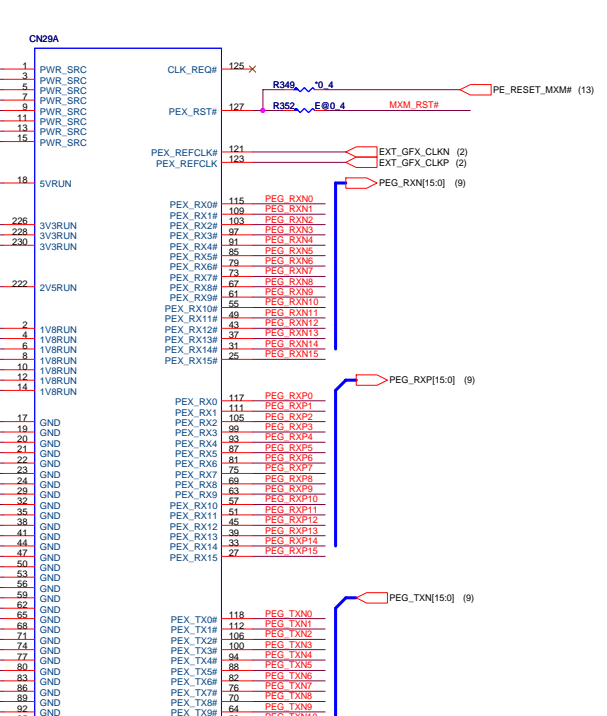 CN29A
1 PWR_SRC CLK_REQ# 125
3 PWR_SRC
5 PWR_SRC R349 *0_4 PE_RESET_MXM# (13)
7 PWR_SRC
9 PWR_SRC PEX_RST# 127 R352 E@0_4 MXM_RST#
11 PWR_SRC
13 PWR_SRC
15 PWR_SRC
PEX_REFCLK# 121 EXT_GFX_CLKN (2)
PEX_REFCLK 123 EXT_GFX_CLKP (2)
18 5VRUN PEG_RXN[15:0] (9)
PEX_RX0# 115 PEG_RXN0
PEX_RX1# 109 PEG_RXN1
226 3V3RUN PEX_RX2# 103 PEG_RXN2
228 3V3RUN PEX_RX3# 97 PEG_RXN3
230 3V3RUN PEX_RX4# 91 PEG_RXN4
PEX_RX5# 85 PEG_RXN5
PEX_RX6# 79 PEG_RXN6
PEX_RX7# 73 PEG_RXN7
222 2V5RUN PEX_RX8# 67 PEG_RXN8
PEX_RX9# 61 PEG_RXN9
PEX_RX10# 55 PEG_RXN10
PEX_RX11# 49 PEG_RXN11
2 1V8RUN PEX_RX12# 43 PEG_RXN12
4 1V8RUN PEX_RX13# 37 PEG_RXN13
6 1V8RUN PEX_RX14# 31 PEG_RXN14
8 1V8RUN PEX_RX15# 25 PEG_RXN15
10 1V8RUN
12 1V8RUN PEG_RXP[15:0] (9)
14 1V8RUN
PEX_RX0 117 PEG_RXP0
PEX_RX1 111 PEG_RXP1
17 GND PEX_RX2 105 PEG_RXP2
19 GND PEX_RX3 99 PEG_RXP3
20 GND PEX_RX4 93 PEG_RXP4
21 GND PEX_RX5 87 PEG_RXP5
22 GND PEX_RX6 81 PEG_RXP6
23 GND PEX_RX7 75 PEG_RXP7
24 GND PEX_RX8 69 PEG_RXP8
29 GND PEX_RX9 63 PEG_RXP9
32 GND PEX_RX10 57 PEG_RXP10
35 GND PEX_RX11 51 PEG_RXP11
38 GND PEX_RX12 45 PEG_RXP12
41 GND PEX_RX13 39 PEG_RXP13
44 GND PEX_RX14 33 PEG_RXP14
47 GND PEX_RX15 27 PEG_RXP15
50 GND
53 GND
56 GND
59 GND PEG_TXN[15:0] (9)
62 GND
65 GND PEX_TX0# 118 PEG_TXN0
68 GND PEX_TX1# 112 PEG_TXN1
71 GND PEX_TX2# 106 PEG_TXN2
74 GND PEX_TX3# 100 PEG_TXN3
77 GND PEX_TX4# 94 PEG_TXN4
80 GND PEX_TX5# 88 PEG_TXN5
83 GND PEX_TX6# 82 PEG_TXN6
86 GND PEX_TX7# 76 PEG_TXN7
89 GND PEX_TX8# 70 PEG_TXN8
92 GND PEX_TX9# 64 PEG_TXN9